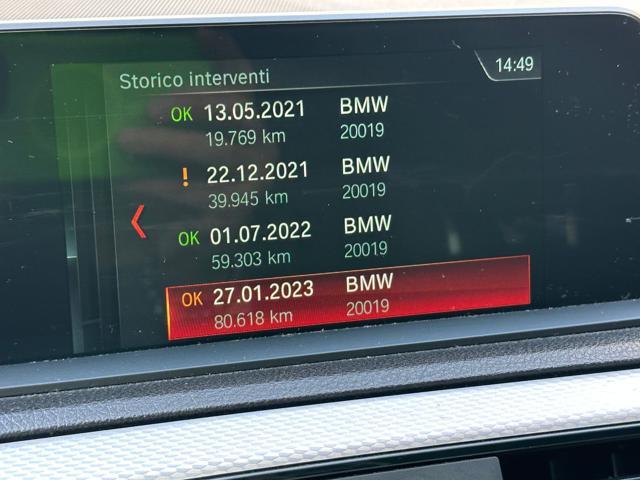 Storico interventi 14:49
OK 13.05.2021 BMW
19.769 km 20019
! 22.12.2021 BMW
39.945 km 20019
OK 01.07.2022 BMW
59.303 km 20019
OK 27.01.2023 BMW
80.618 km 20019